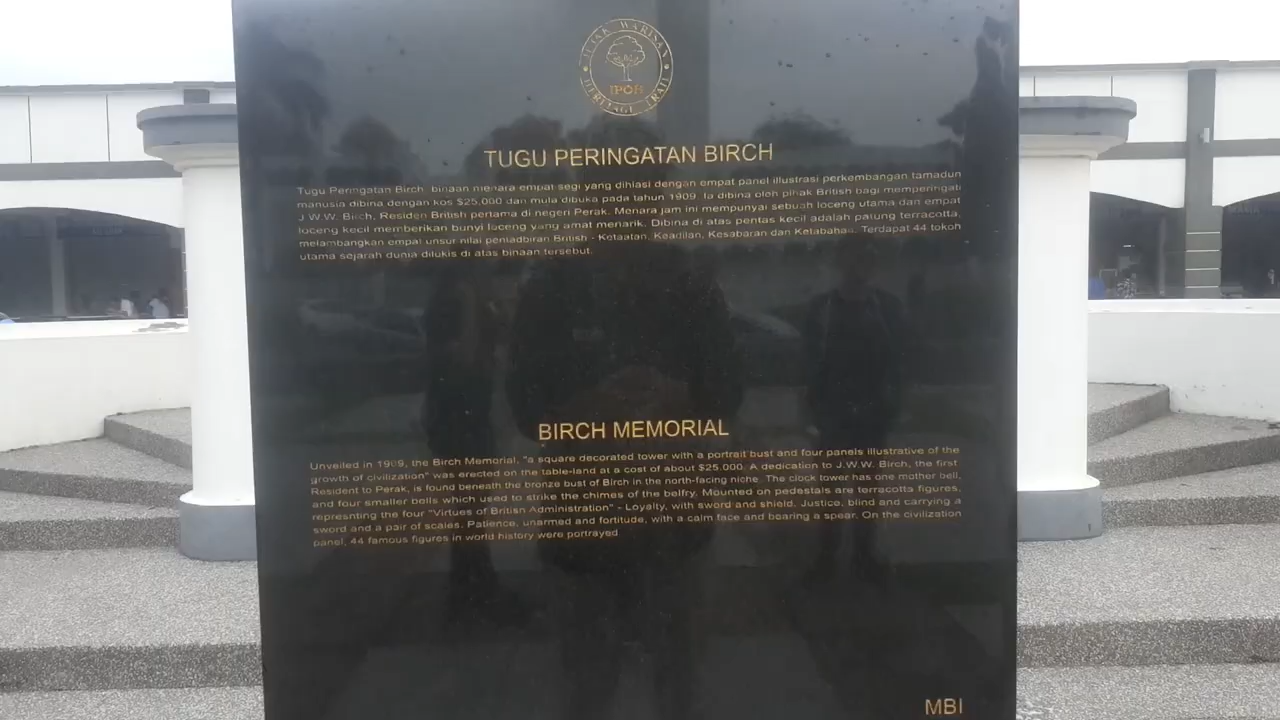 JEJAK WARISAN
IPOH
HERITAGE TRAIL
TUGU PERINGATAN BIRCH
Tugu Peringatan Birch binaan menara empat segi yang dihiasi dengan empat panel illustrasi perkembangan tamadun
manusia dibina dengan kos $25,000 dan mula dibuka pada tahun 1909. Ia dibina oleh pihak British bagi memperingati
J.W.W. Birch, Residen British pertama di negeri Perak. Menara jam ini mempunyai sebuah loceng utama dan empat
loceng kecil memberikan bunyi loceng yang amat menarik. Dibina di atas pentas kecil adalah patung terracotta,
melambangkan empat unsur nilai pentadbiran British - Ketaatan, Keadilan, Kesabaran dan Ketabahan. Terdapat 44 tokoh
utama sejarah dunia dilukis di atas binaan tersebut.
BIRCH MEMORIAL
Unveiled in 1909, the Birch Memorial, "a square decorated tower with a portrait bust and four panels illustrative of the
growth of civilization" was erected on the table-land at a cost of about $25.000. A dedication to J.W.W. Birch, the first
Resident to Perak, is found beneath the bronze bust of Birch in the north-facing niche. The clock tower has one mother bell,
and four smaller bells which used to strike the chimes of the belfry. Mounted on pedestals are terracotta figures,
represnting the four "Virtues of British Administration" - Loyalty, with sword and shield, Justice, blind and carrying a
sword and a pair of scales, Patience, unarmed and fortitude, with a calm face and bearing a spear. On the civilization
panel, 44 famous figures in world history were portrayed
MBI